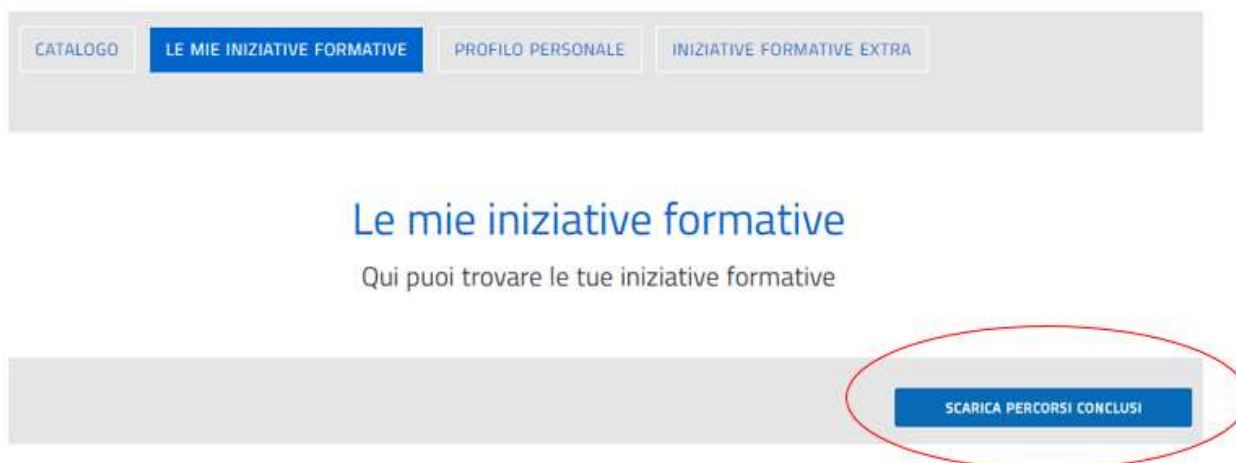 CATALOGO LE MIE INIZIATIVE FORMATIVE PROFILO PERSONALE INIZIATIVE FORMATIVE EXTRA
Le mie iniziative formative
Qui puoi trovare le tue iniziative formative
SCARICA PERCORSI CONCLUSI